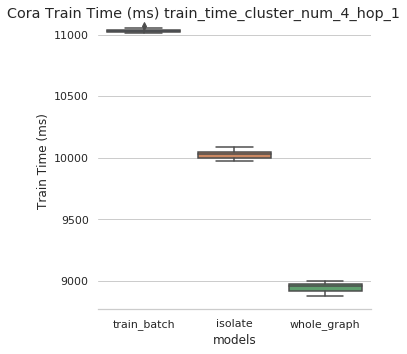 Cora Train Time (ms) train_time_cluster_num_4_hop_1
11000
10500
10000
9500
9000
Train Time (ms)
train_batch isolate whole_graph
models